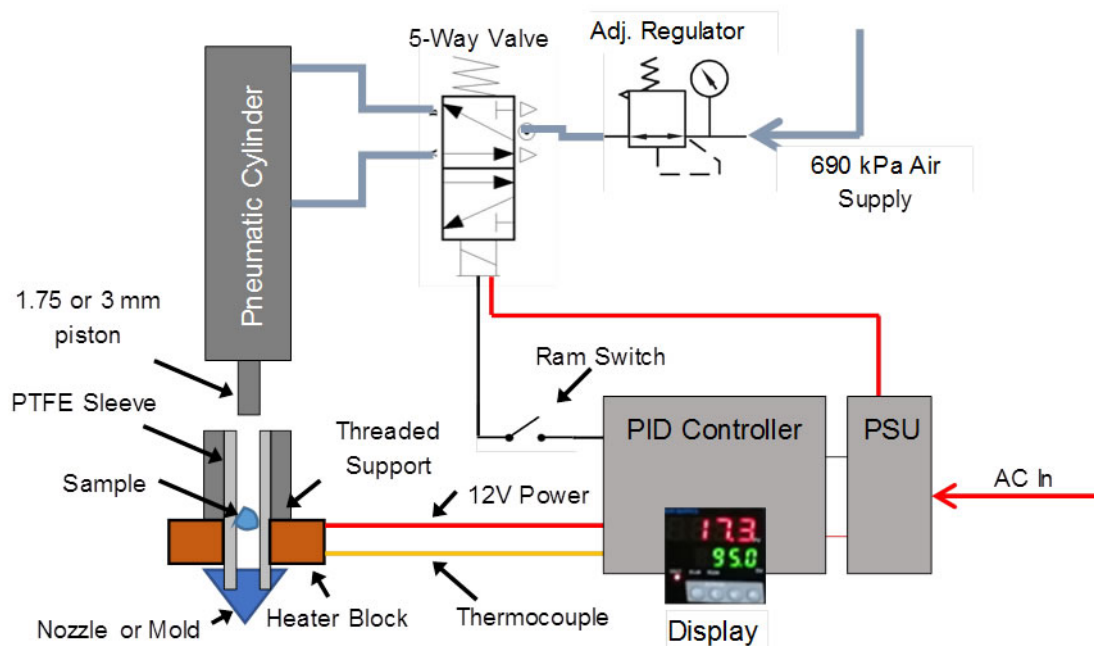 5-Way Valve
Adj. Regulator
690 kPa Air
Supply
Pneumatic Cylinder
1.75 or 3 mm
piston
PTFE Sleeve
Sample
Threaded
Support
Ram Switch
PID Controller
PSU
AC In
12V Power
17.3
95.0
Thermocouple
Heater Block
Nozzle or Mold
Display